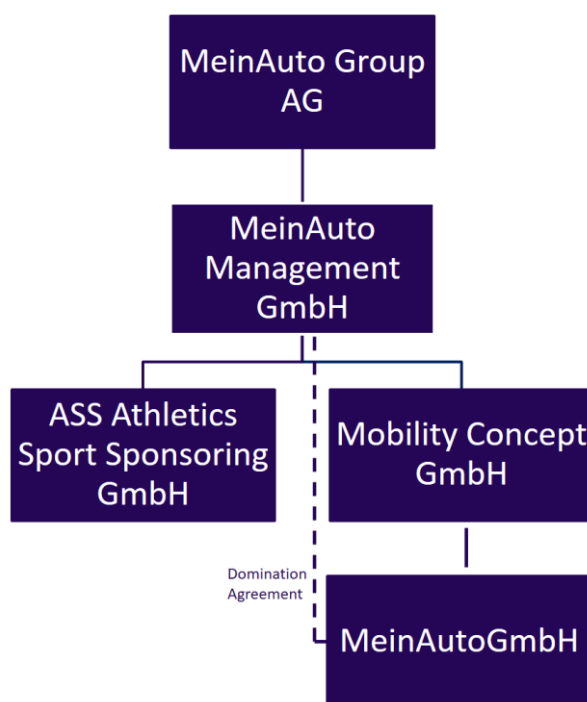 MeinAuto Group
AG
MeinAuto
Management
GmbH
ASS Athletics
Sport Sponsoring
GmbH
Mobility Concept
GmbH
Domination
Agreement
MeinAutoGmbH